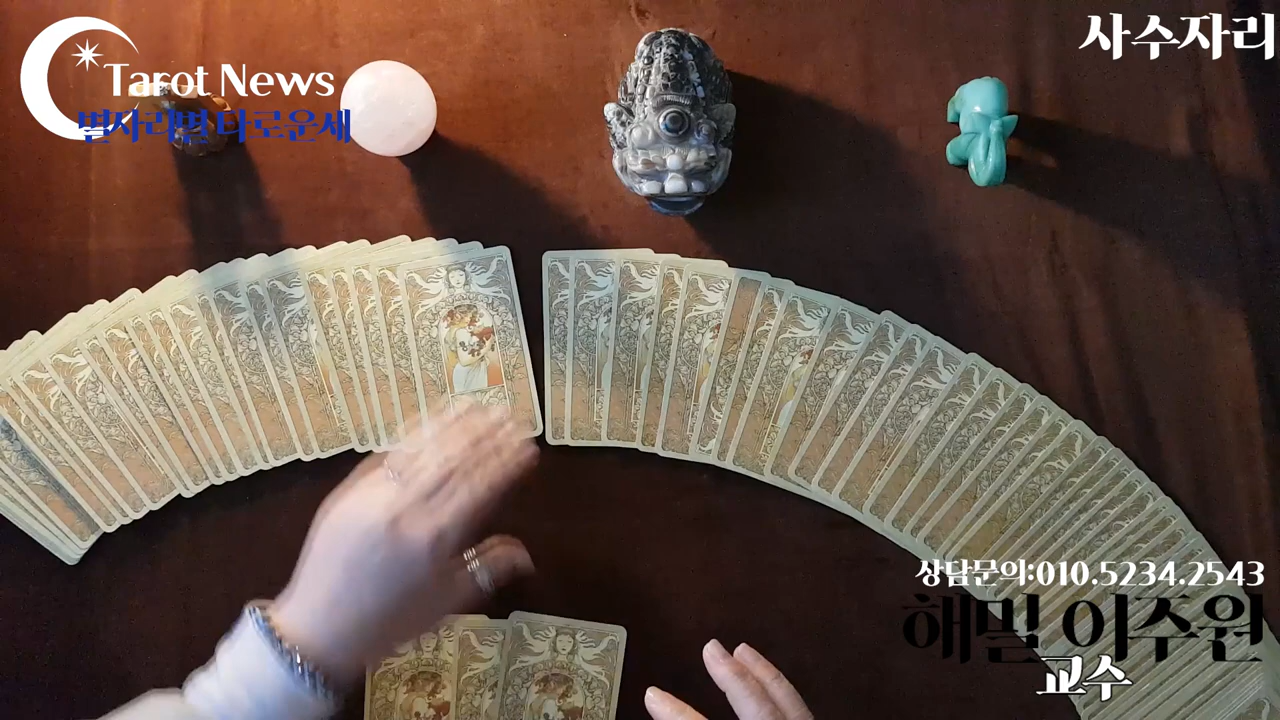 Tarot News
별자리별 타로운세
사수자리
상담문의:010.5234.2543
해밀 이주원
교수